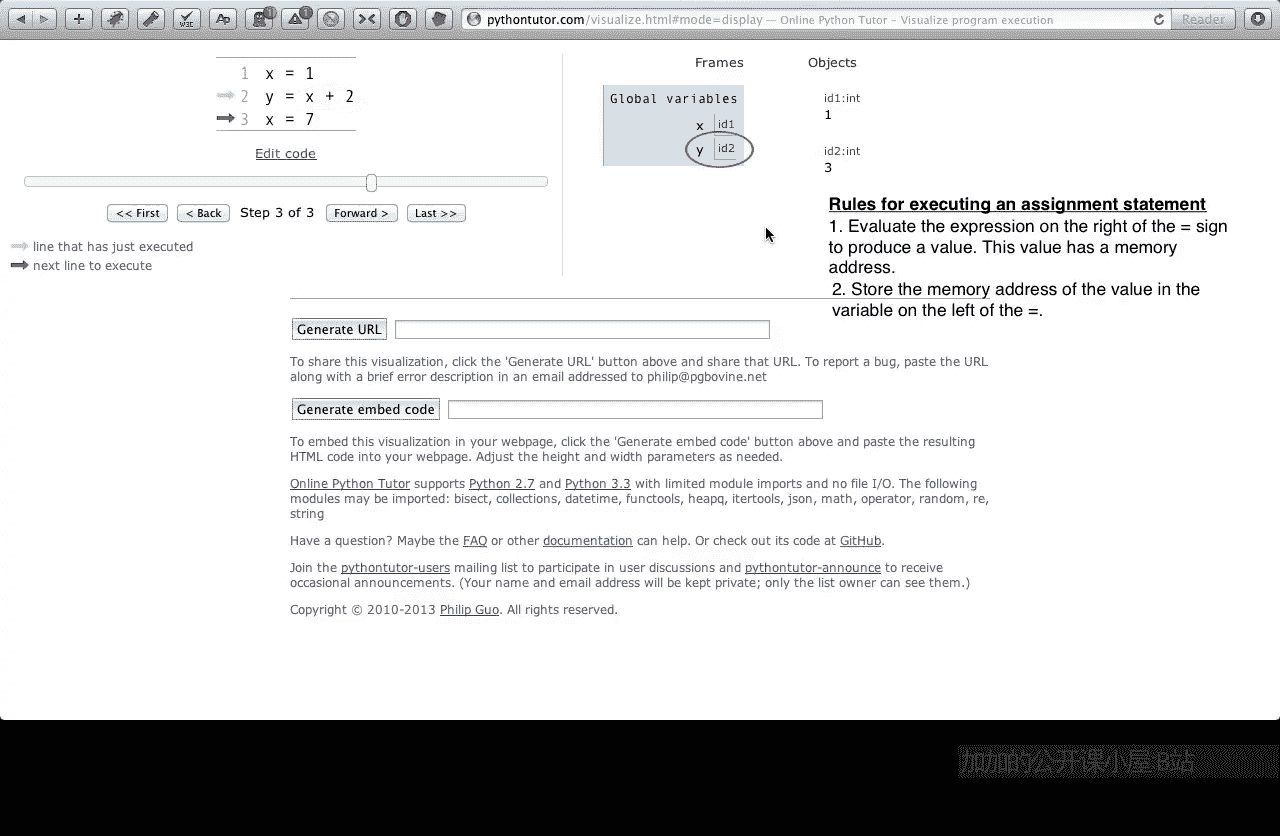 pythontutor.com/visualize.html#mode=display — Online Python Tutor - Visualize program execution
Reader
W3C
Ap
1
1
1 x = 1
2 y = x + 2
3 x = 7
Edit code
<< First
< Back
Step 3 of 3
Forward >
Last >>
line that has just executed
next line to execute
Frames
Objects
Global variables
x id1
y id2
id1:int
1
id2:int
3
Rules for executing an assignment statement
1. Evaluate the expression on the right of the = sign
to produce a value. This value has a memory
address.
2. Store the memory address of the value in the
variable on the left of the =.
Generate URL
To share this visualization, click the 'Generate URL' button above and share that URL. To report a bug, paste the URL
along with a brief error description in an email addressed to philip@pgbovine.net
Generate embed code
To embed this visualization in your webpage, click the 'Generate embed code' button above and paste the resulting
HTML code into your webpage. Adjust the height and width parameters as needed.
Online Python Tutor supports Python 2.7 and Python 3.3 with limited module imports and no file I/O. The following
modules may be imported: bisect, collections, datetime, functools, heapq, itertools, json, math, operator, random, re,
string
Have a question? Maybe the FAQ or other documentation can help. Or check out its code at GitHub.
Join the pythontutor-users mailing list to participate in user discussions and pythontutor-announce to receive
occasional announcements. (Your name and email address will be kept private; only the list owner can see them.)
Copyright © 2010-2013 Philip Guo. All rights reserved.
加加的公开课小屋 B站